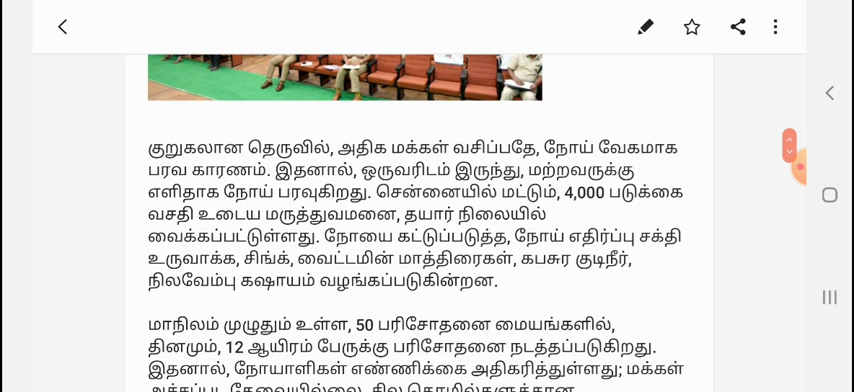 குறுகலான தெருவில், அதிக மக்கள் வசிப்பதே, நோய் வேகமாக
பரவ காரணம். இதனால், ஒருவரிடம் இருந்து, மற்றவருக்கு
எளிதாக நோய் பரவுகிறது. சென்னையில் மட்டும், 4,000 படுக்கை
வசதி உடைய மருத்துவமனை, தயார் நிலையில்
வைக்கப்பட்டுள்ளது. நோயை கட்டுப்படுத்த, நோய் எதிர்ப்பு சக்தி
உருவாக்க, சிங்க், வைட்டமின் மாத்திரைகள், கபசுர குடிநீர்,
நிலவேம்பு கஷாயம் வழங்கப்படுகின்றன.
மாநிலம் முழுதும் உள்ள, 50 பரிசோதனை மையங்களில்,
தினமும், 12 ஆயிரம் பேருக்கு பரிசோதனை நடத்தப்படுகிறது.
இதனால், நோயாளிகள் எண்ணிக்கை அதிகரித்துள்ளது; மக்கள்